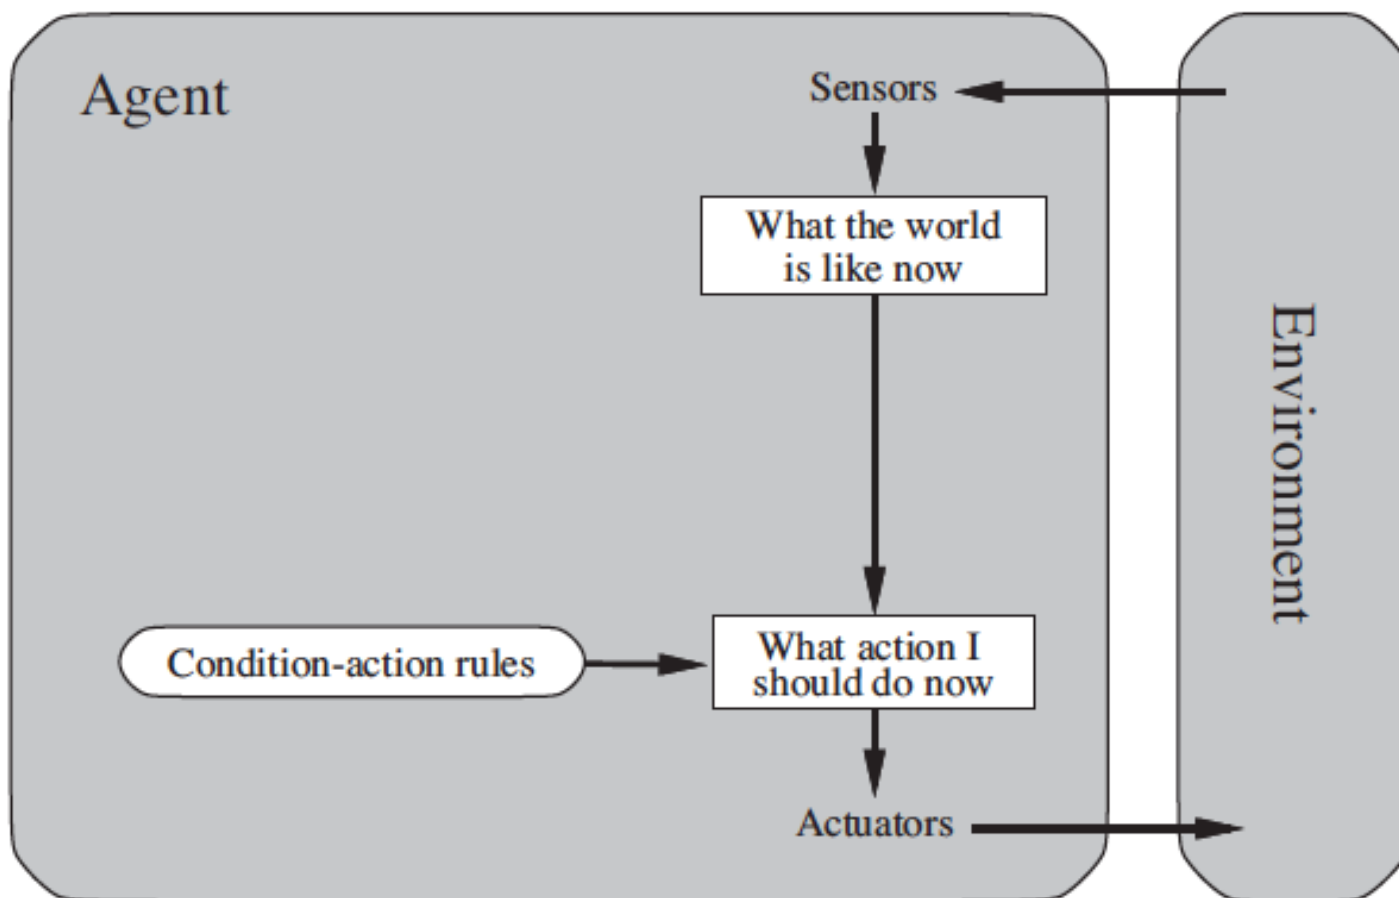 Agent
Sensors
What the world
is like now
Environment
Condition-action rules
What action I
should do now
Actuators